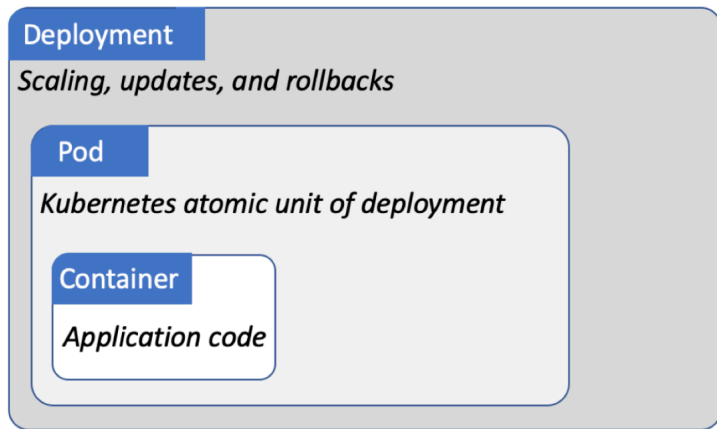 Deployment
Scaling, updates, and rollbacks
Pod
Kubernetes atomic unit of deployment
Container
Application code